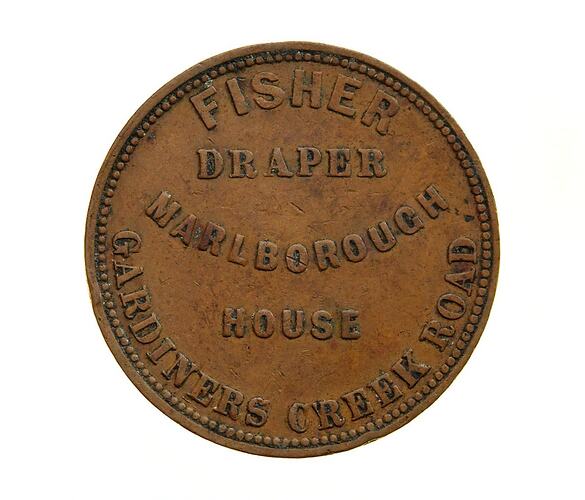 FISHER
DRAPER
MARLBOROUGH
HOUSE
GARDINERS CREEK ROAD